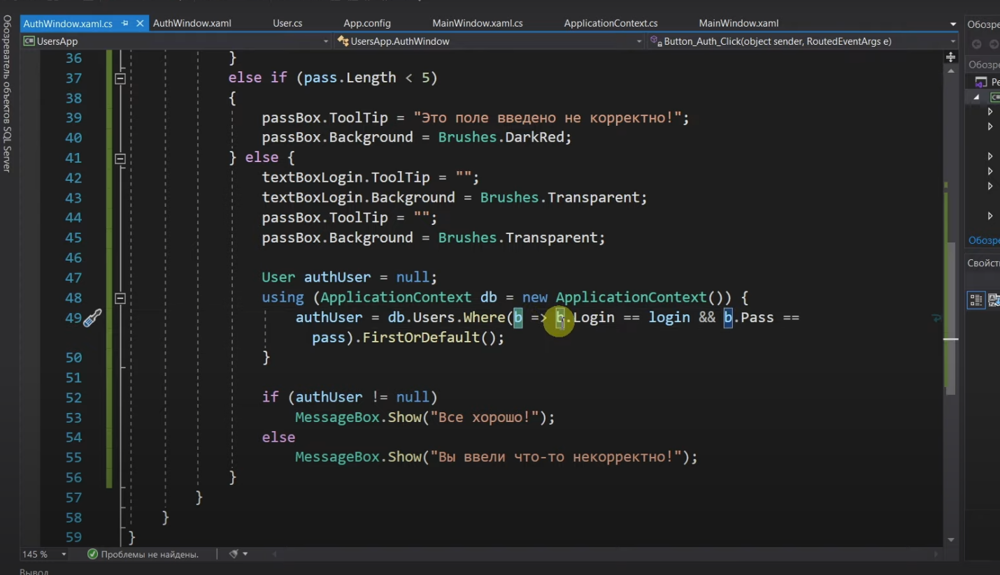 Обозреватель объектов SQL Server
AuthWindow.xaml.cs AuthWindow.xaml User.cs App.config MainWindow.xaml.cs ApplicationContext.cs MainWindow.xaml
UsersApp UsersApp.AuthWindow Button_Auth_Click(object sender, RoutedEventArgs e)
36 }
37 else if (pass.Length < 5)
38 {
39 passBox.ToolTip = "Это поле введено не корректно!";
40 passBox.Background = Brushes.DarkRed;
41 } else {
42 textBoxLogin.ToolTip = "";
43 textBoxLogin.Background = Brushes.Transparent;
44 passBox.ToolTip = "";
45 passBox.Background = Brushes.Transparent;
46
47 User authUser = null;
48 using (ApplicationContext db = new ApplicationContext()) {
49 authUser = db.Users.Where(b => b.Login == login && b.Pass ==
pass).FirstOrDefault();
50 }
51
52 if (authUser != null)
53 MessageBox.Show("Все хорошо!");
54 else
55 MessageBox.Show("Вы ввели что-то некорректно!");
56 }
57 }
58 }
59 }
145 % Проблемы не найдены.
Вывод